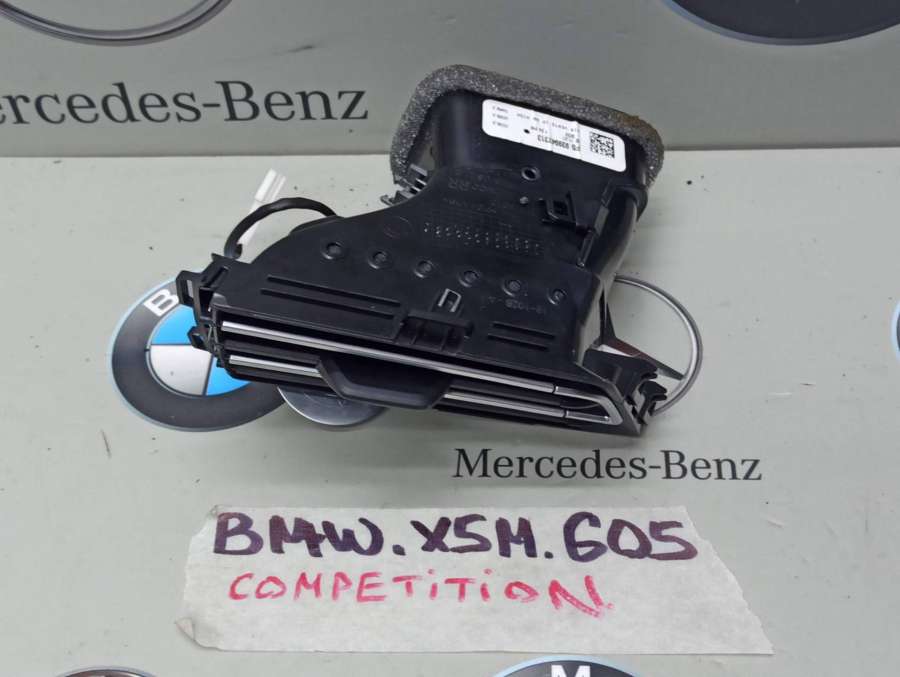 Mercedes-Benz
B
Mercedes-Benz
BMW.X5M.G05
COMPETITION
M